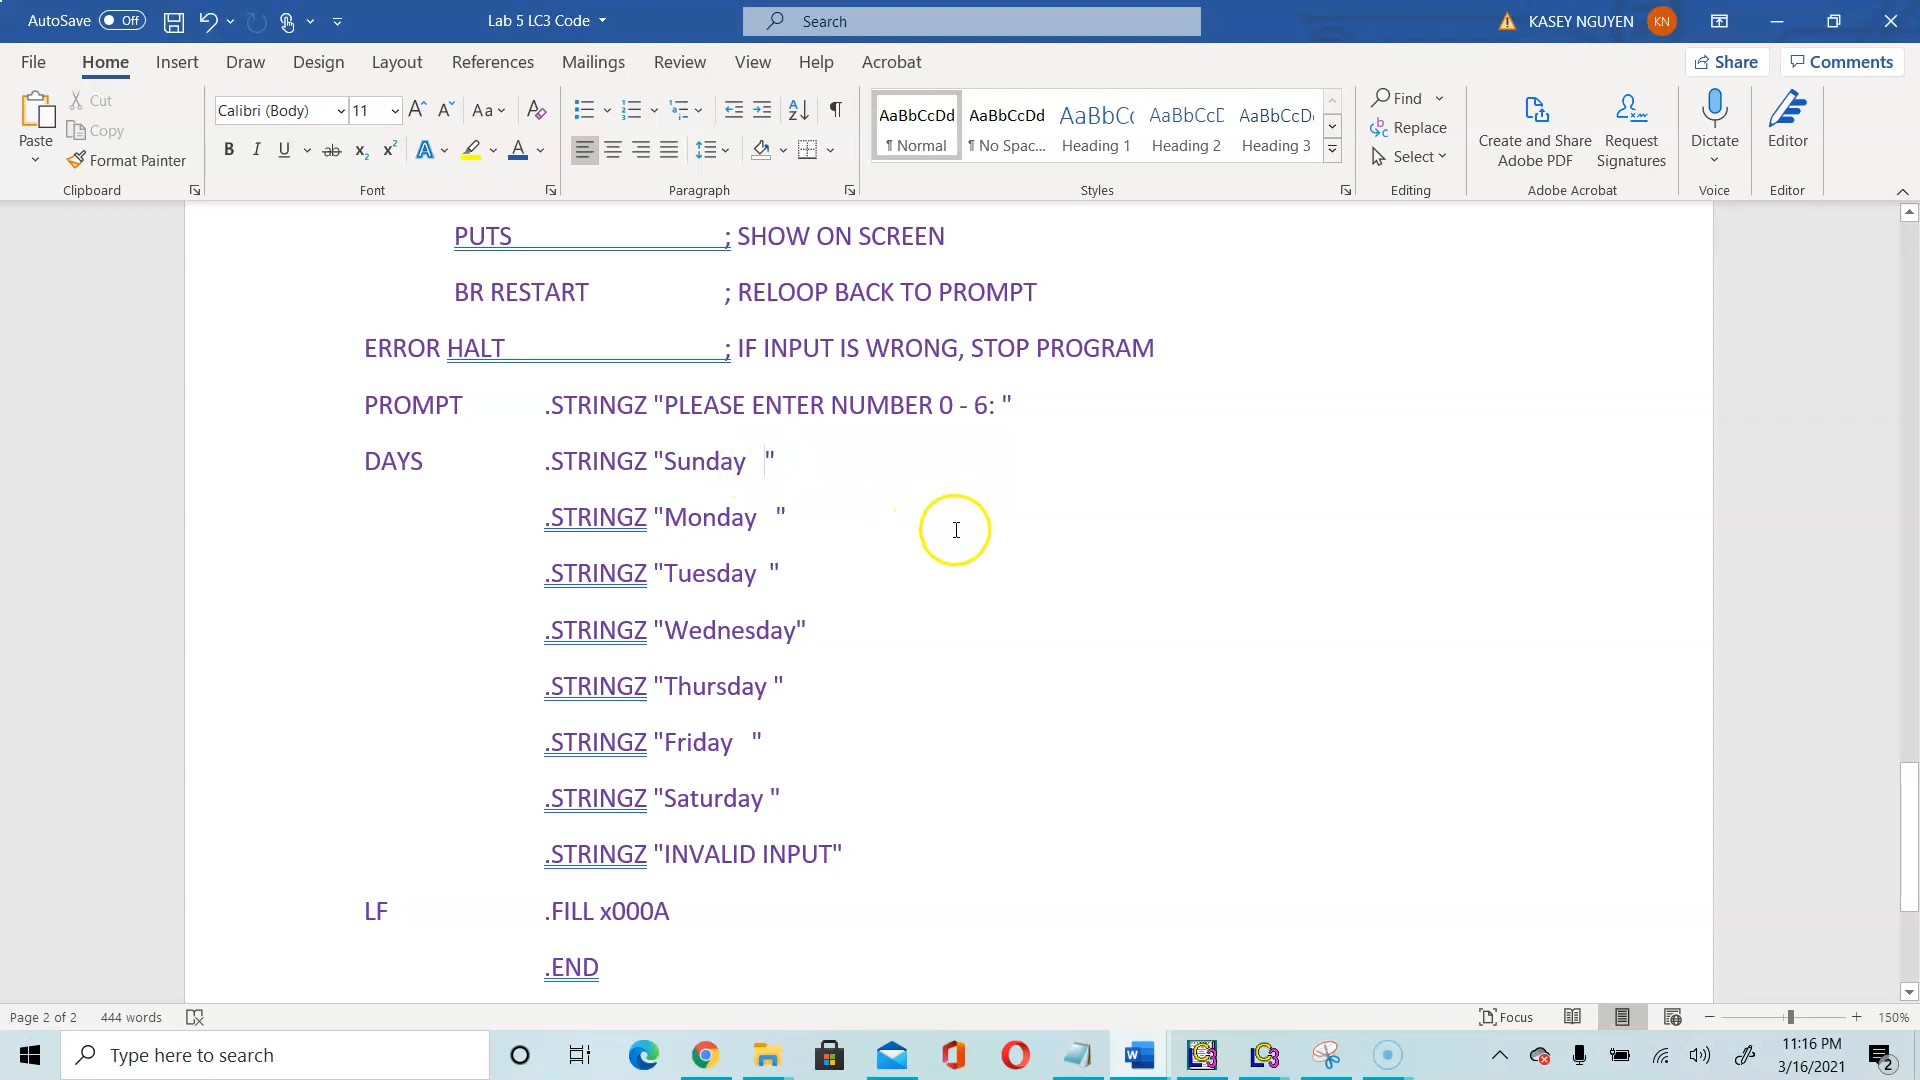 AutoSave Off Lab 5 LC3 Code Search KASEY NGUYEN KN
File Home Insert Draw Design Layout References Mailings Review View Help Acrobat Share Comments
Paste Cut Copy Format Painter
Clipboard
Calibri (Body) 11
Font
Paragraph
AaBbCcDd ¶ Normal
AaBbCcDd ¶ No Spac...
AaBbCc Heading 1
AaBbCcD Heading 2
AaBbCcD Heading 3
Styles
Find
Replace
Select
Editing
Create and Share Adobe PDF
Request Signatures
Adobe Acrobat
Dictate
Voice
Editor
Editor
PUTS ; SHOW ON SCREEN
BR RESTART ; RELOOP BACK TO PROMPT
ERROR HALT ; IF INPUT IS WRONG, STOP PROGRAM
PROMPT .STRINGZ "PLEASE ENTER NUMBER 0 - 6: "
DAYS .STRINGZ "Sunday   "
.STRINGZ "Monday   "
.STRINGZ "Tuesday  "
.STRINGZ "Wednesday"
.STRINGZ "Thursday "
.STRINGZ "Friday   "
.STRINGZ "Saturday "
.STRINGZ "INVALID INPUT"
LF .FILL x000A
.END
Page 2 of 2 444 words Focus 150%
Type here to search
11:16 PM
3/16/2021
2